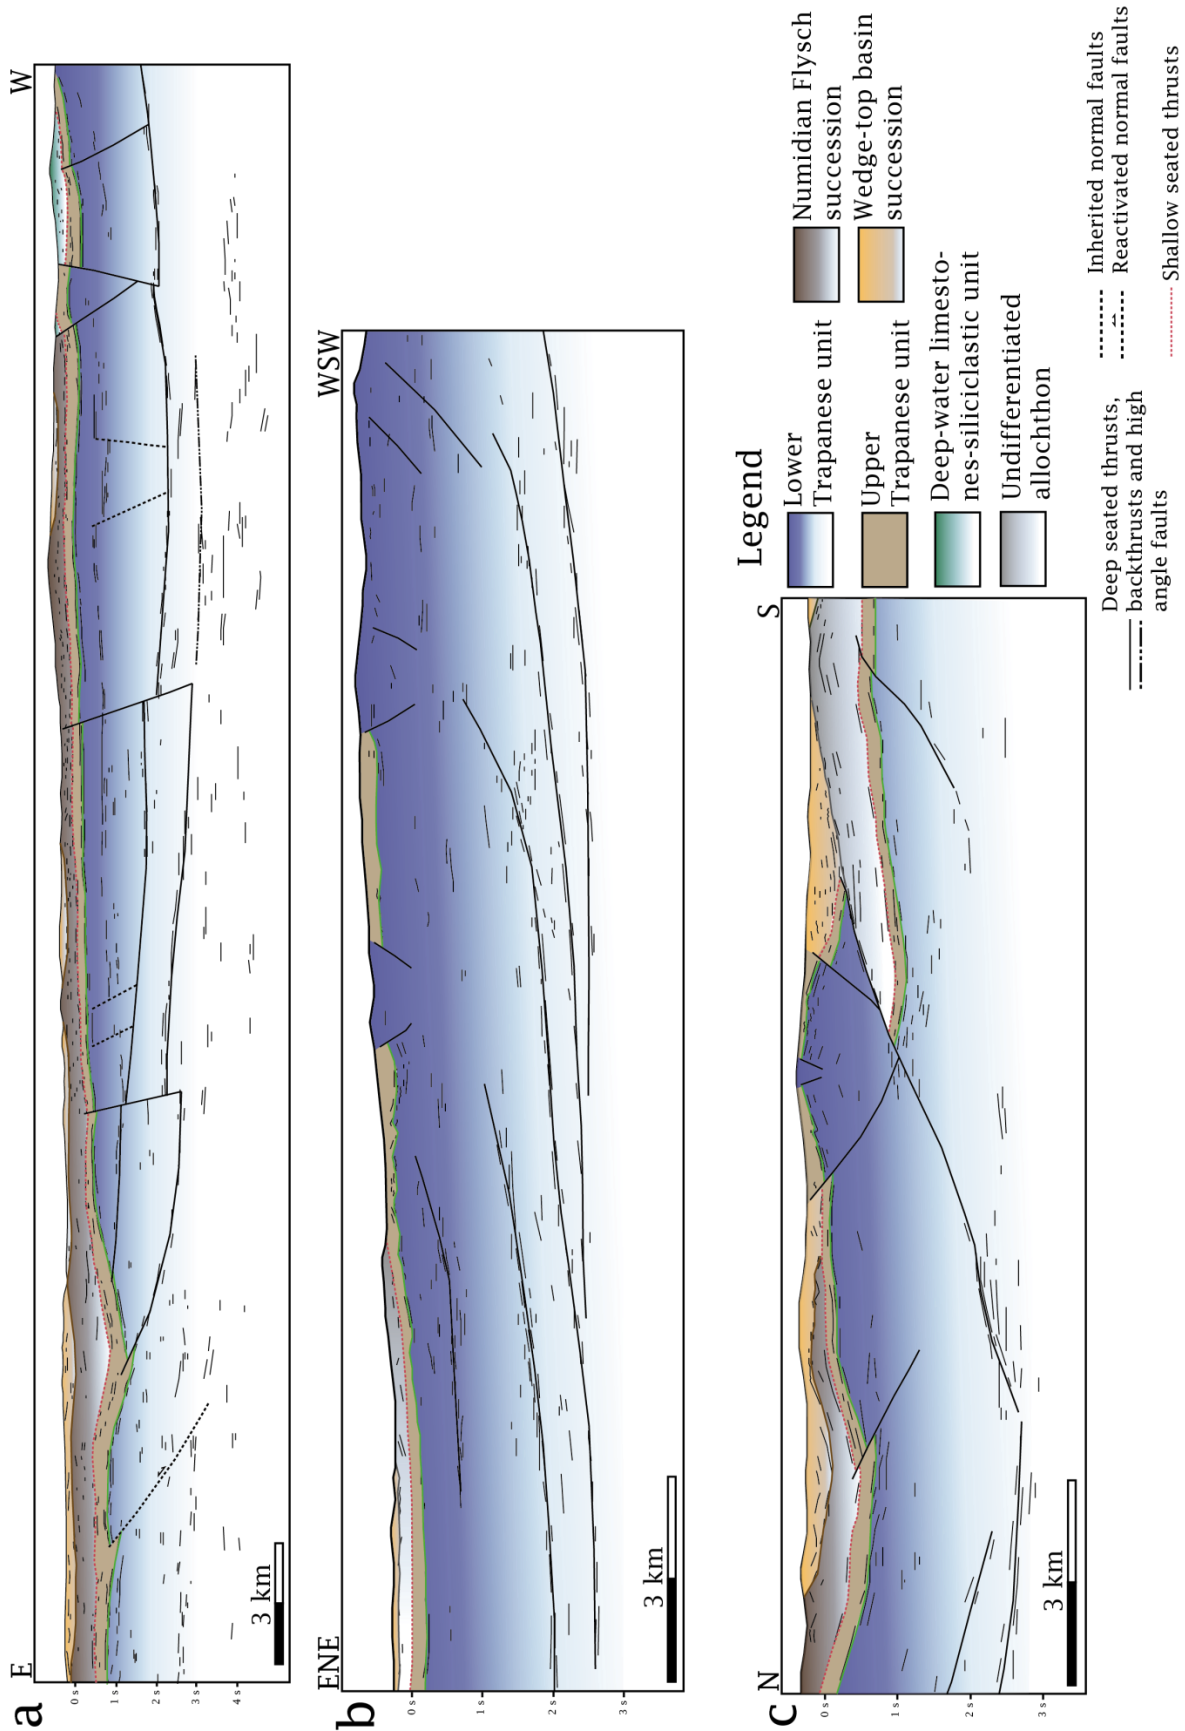 a
E
W
0 s
1 s
2 s
3 s
4 s
3 km
b
ENE
WSW
0 s
1 s
2 s
3 s
3 km
c
N
S
0 s
1 s
2 s
3 s
3 km
Legend
Lower
Trapanese unit
Upper
Trapanese unit
Deep-water limesto-
nes-siliciclastic unit
Undifferentiated
allochthon
Numidian Flysch
succession
Wedge-top basin
succession
Deep seated thrusts,
backthrusts and high
angle faults
Inherited normal faults
Reactivated normal faults
Shallow seated thrusts